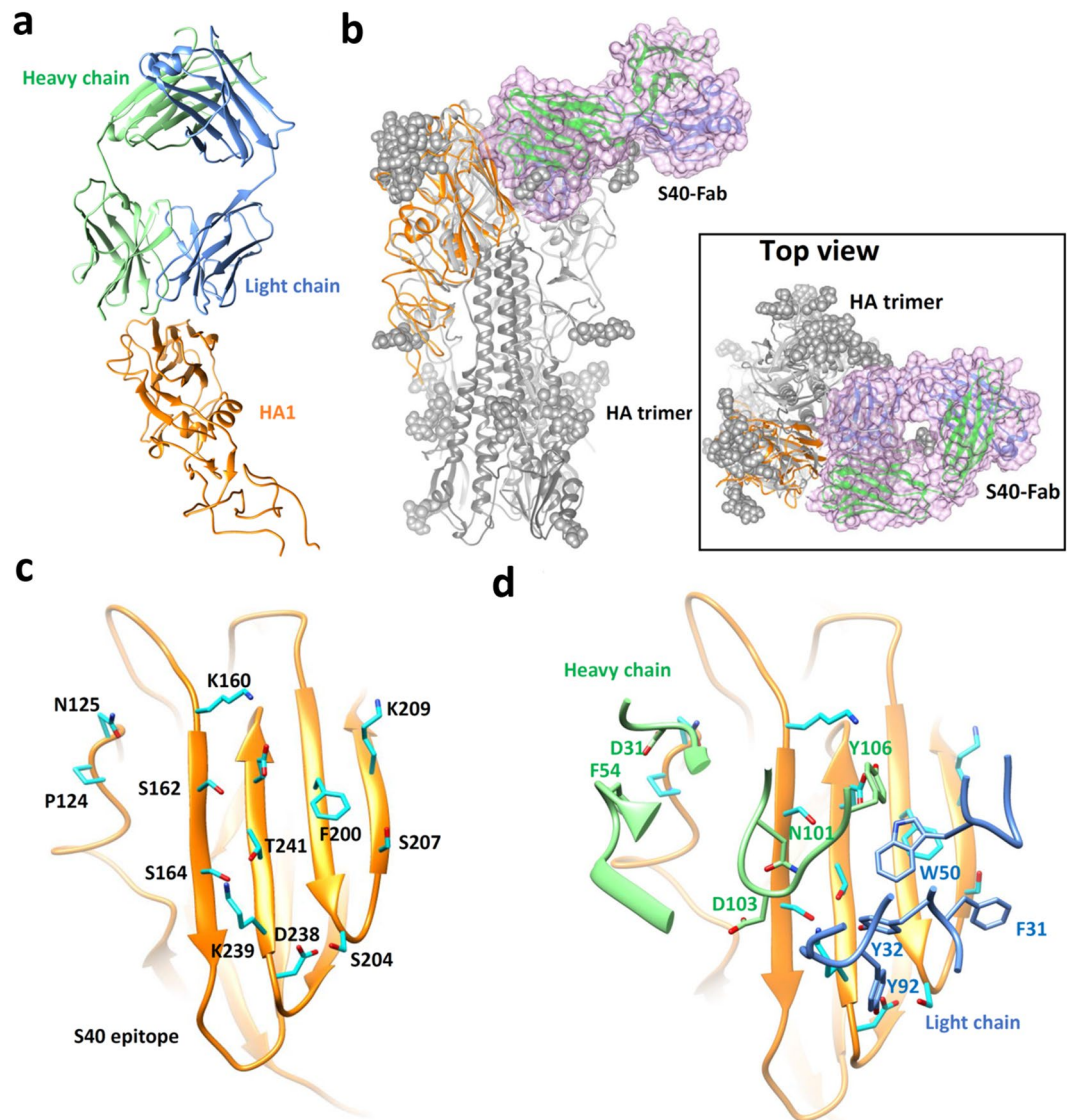 a
Heavy chain
Light chain
HA1
b
S40-Fab
HA trimer
Top view
HA trimer
S40-Fab
c
K160
N125
K209
P124
S162
F200
T241
S207
S164
K239
D238
S204
S40 epitope
d
Heavy chain
D31
Y106
F54
N101
W50
D103
F31
Y32
Y92
Light chain